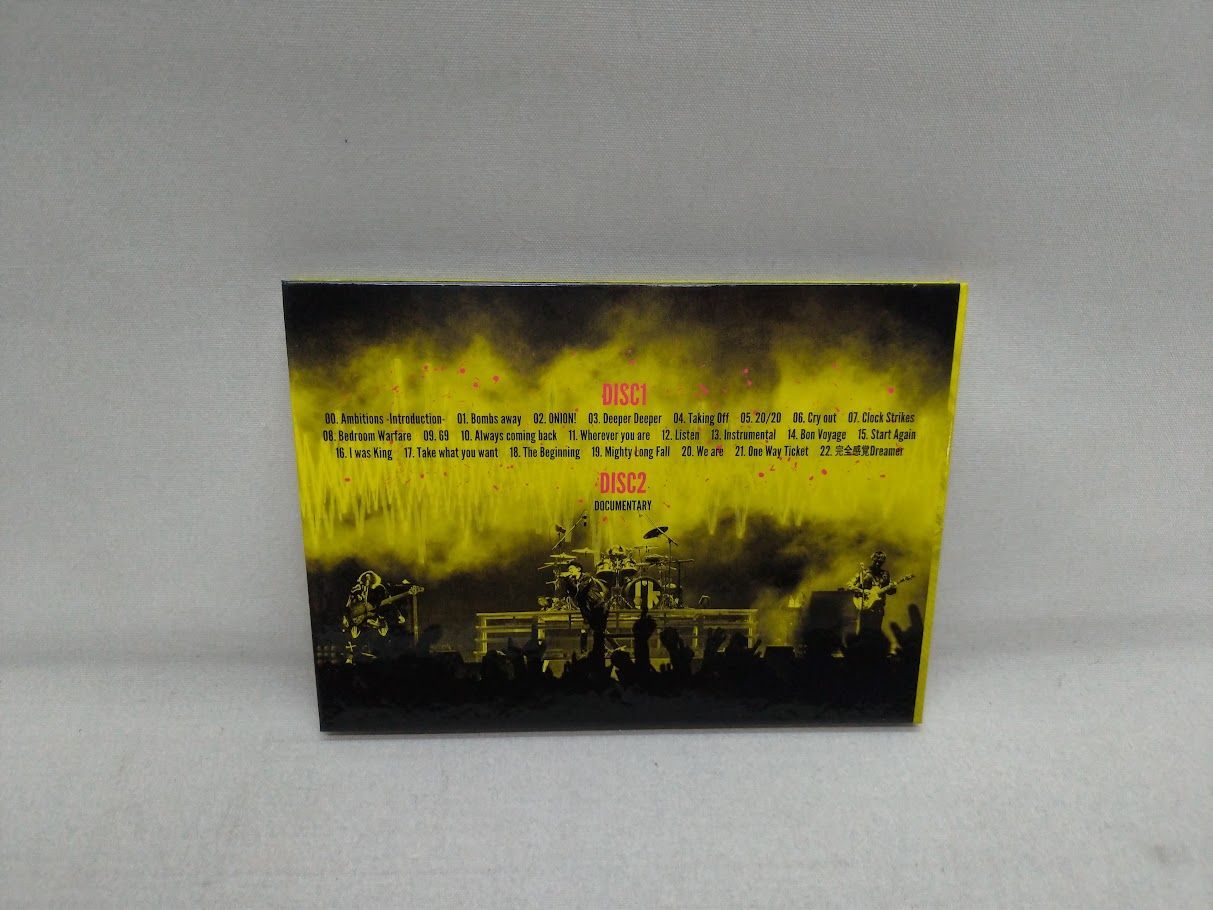 DISC1
00. Ambitions -Introduction- 01. Bombs away 02. ONION! 03. Deeper Deeper 04. Taking Off 05. 20/20 06. Cry out 07. Clock Strikes
08. Bedroom Warfare 09. 69 10. Always coming back 11. Wherever you are 12. Listen 13. Instrumental 14. Bon Voyage 15. Start Again
16. I was King 17. Take what you want 18. The Beginning 19. Mighty Long Fall 20. We are 21. One Way Ticket 22. 完全感覚Dreamer
DISC2
DOCUMENTARY